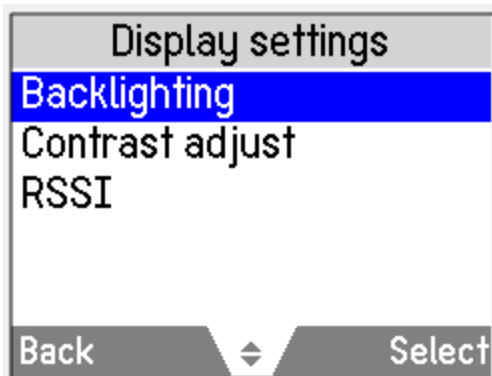 Display settings
Backlighting
Contrast adjust
RSSI
Back Select